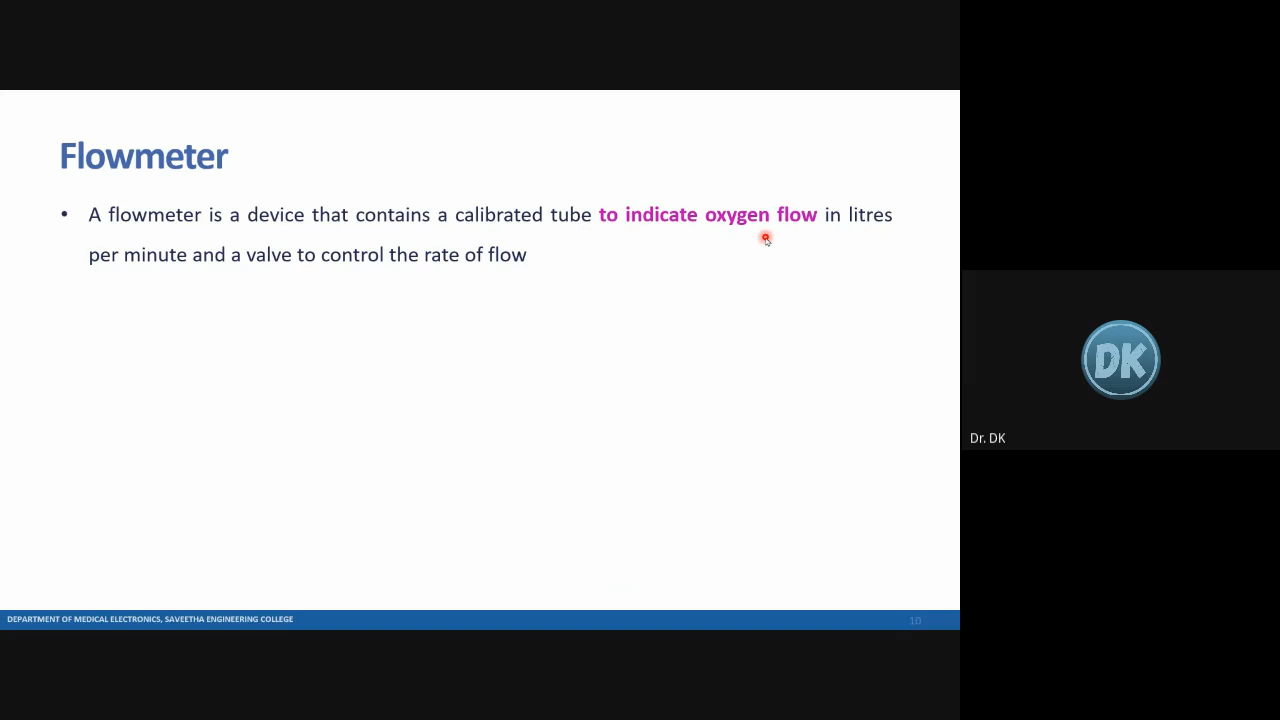 Flowmeter
• A flowmeter is a device that contains a calibrated tube to indicate oxygen flow in litres
per minute and a valve to control the rate of flow
DK
Dr. DK
DEPARTMENT OF MEDICAL ELECTRONICS, SAVEETHA ENGINEERING COLLEGE
10